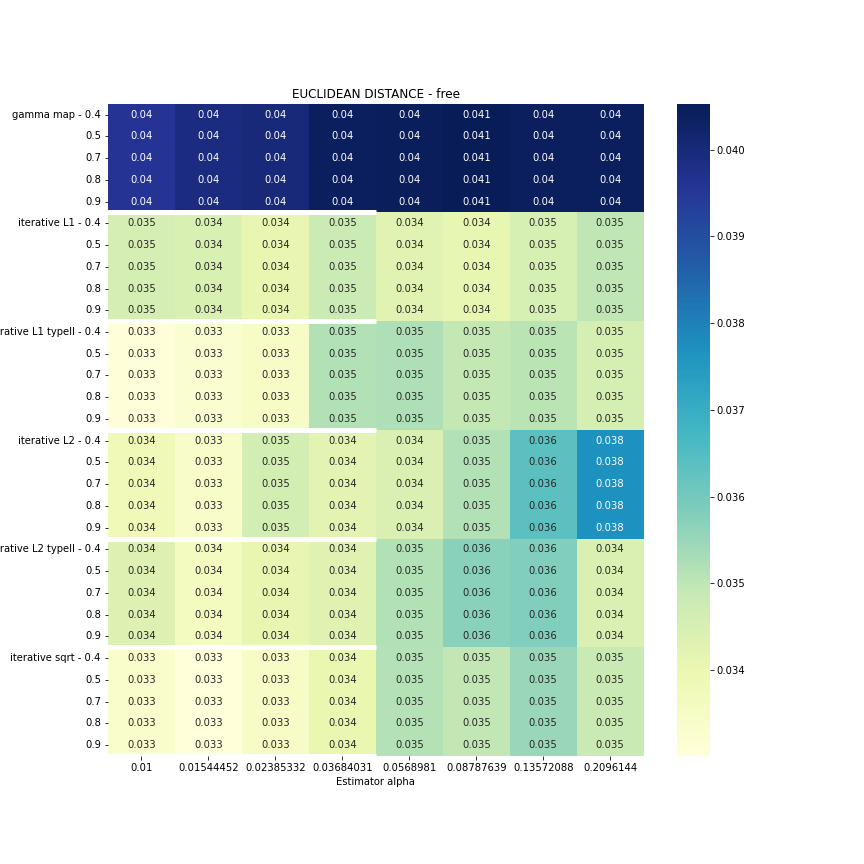 EUCLIDEAN DISTANCE - free
gamma map - 0.4 0.04 0.04 0.04 0.04 0.04 0.041 0.04 0.04
0.5 0.04 0.04 0.04 0.04 0.04 0.041 0.04 0.04
0.7 0.04 0.04 0.04 0.04 0.04 0.041 0.04 0.04
0.8 0.04 0.04 0.04 0.04 0.04 0.041 0.04 0.04
0.9 0.04 0.04 0.04 0.04 0.04 0.041 0.04 0.04
iterative L1 - 0.4 0.035 0.034 0.034 0.035 0.034 0.034 0.035 0.035
0.5 0.035 0.034 0.034 0.035 0.034 0.034 0.035 0.035
0.7 0.035 0.034 0.034 0.035 0.034 0.034 0.035 0.035
0.8 0.035 0.034 0.034 0.035 0.034 0.034 0.035 0.035
0.9 0.035 0.034 0.034 0.035 0.034 0.034 0.035 0.035
rative L1 typeII - 0.4 0.033 0.033 0.033 0.035 0.035 0.035 0.035 0.035
0.5 0.033 0.033 0.033 0.035 0.035 0.035 0.035 0.035
0.7 0.033 0.033 0.033 0.035 0.035 0.035 0.035 0.035
0.8 0.033 0.033 0.033 0.035 0.035 0.035 0.035 0.035
0.9 0.033 0.033 0.033 0.035 0.035 0.035 0.035 0.035
iterative L2 - 0.4 0.034 0.033 0.035 0.034 0.034 0.035 0.036 0.038
0.5 0.034 0.033 0.035 0.034 0.034 0.035 0.036 0.038
0.7 0.034 0.033 0.035 0.034 0.034 0.035 0.036 0.038
0.8 0.034 0.033 0.035 0.034 0.034 0.035 0.036 0.038
0.9 0.034 0.033 0.035 0.034 0.034 0.035 0.036 0.038
rative L2 typeII - 0.4 0.034 0.034 0.034 0.034 0.035 0.036 0.036 0.034
0.5 0.034 0.034 0.034 0.034 0.035 0.036 0.036 0.034
0.7 0.034 0.034 0.034 0.034 0.035 0.036 0.036 0.034
0.8 0.034 0.034 0.034 0.034 0.035 0.036 0.036 0.034
0.9 0.034 0.034 0.034 0.034 0.035 0.036 0.036 0.034
iterative sqrt - 0.4 0.033 0.033 0.033 0.034 0.035 0.035 0.035 0.035
0.5 0.033 0.033 0.033 0.034 0.035 0.035 0.035 0.035
0.7 0.033 0.033 0.033 0.034 0.035 0.035 0.035 0.035
0.8 0.033 0.033 0.033 0.034 0.035 0.035 0.035 0.035
0.9 0.033 0.033 0.033 0.034 0.035 0.035 0.035 0.035
0.01 0.01544452 0.02385332 0.03684031 0.0568981 0.08787639 0.13572088 0.2096144
Estimator alpha
0.040
0.039
0.038
0.037
0.036
0.035
0.034